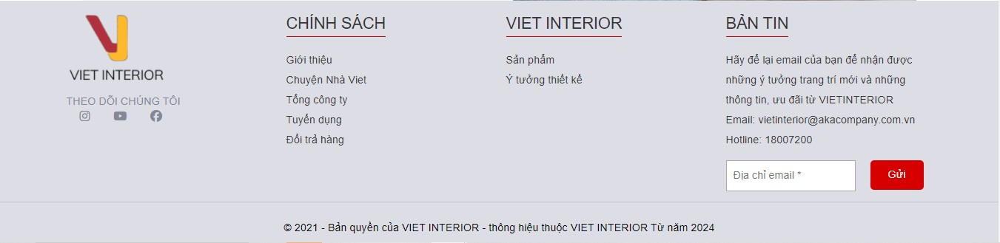 VIET INTERIOR
THEO DÕI CHÚNG TÔI
CHÍNH SÁCH
Giới thiệu
Chuyện Nhà Viet
Tổng công ty
Tuyển dụng
Đổi trả hàng
VIET INTERIOR
Sản phẩm
Ý tưởng thiết kế
BẢN TIN
Hãy để lại email của bạn để nhận được
những ý tưởng trang trí mới và những
thông tin, ưu đãi từ VIETINTERIOR
Email: vietinterior@akacompany.com.vn
Hotline: 18007200
Địa chỉ email *
Gửi
© 2021 - Bản quyền của VIET INTERIOR - thông hiệu thuộc VIET INTERIOR Từ năm 2024